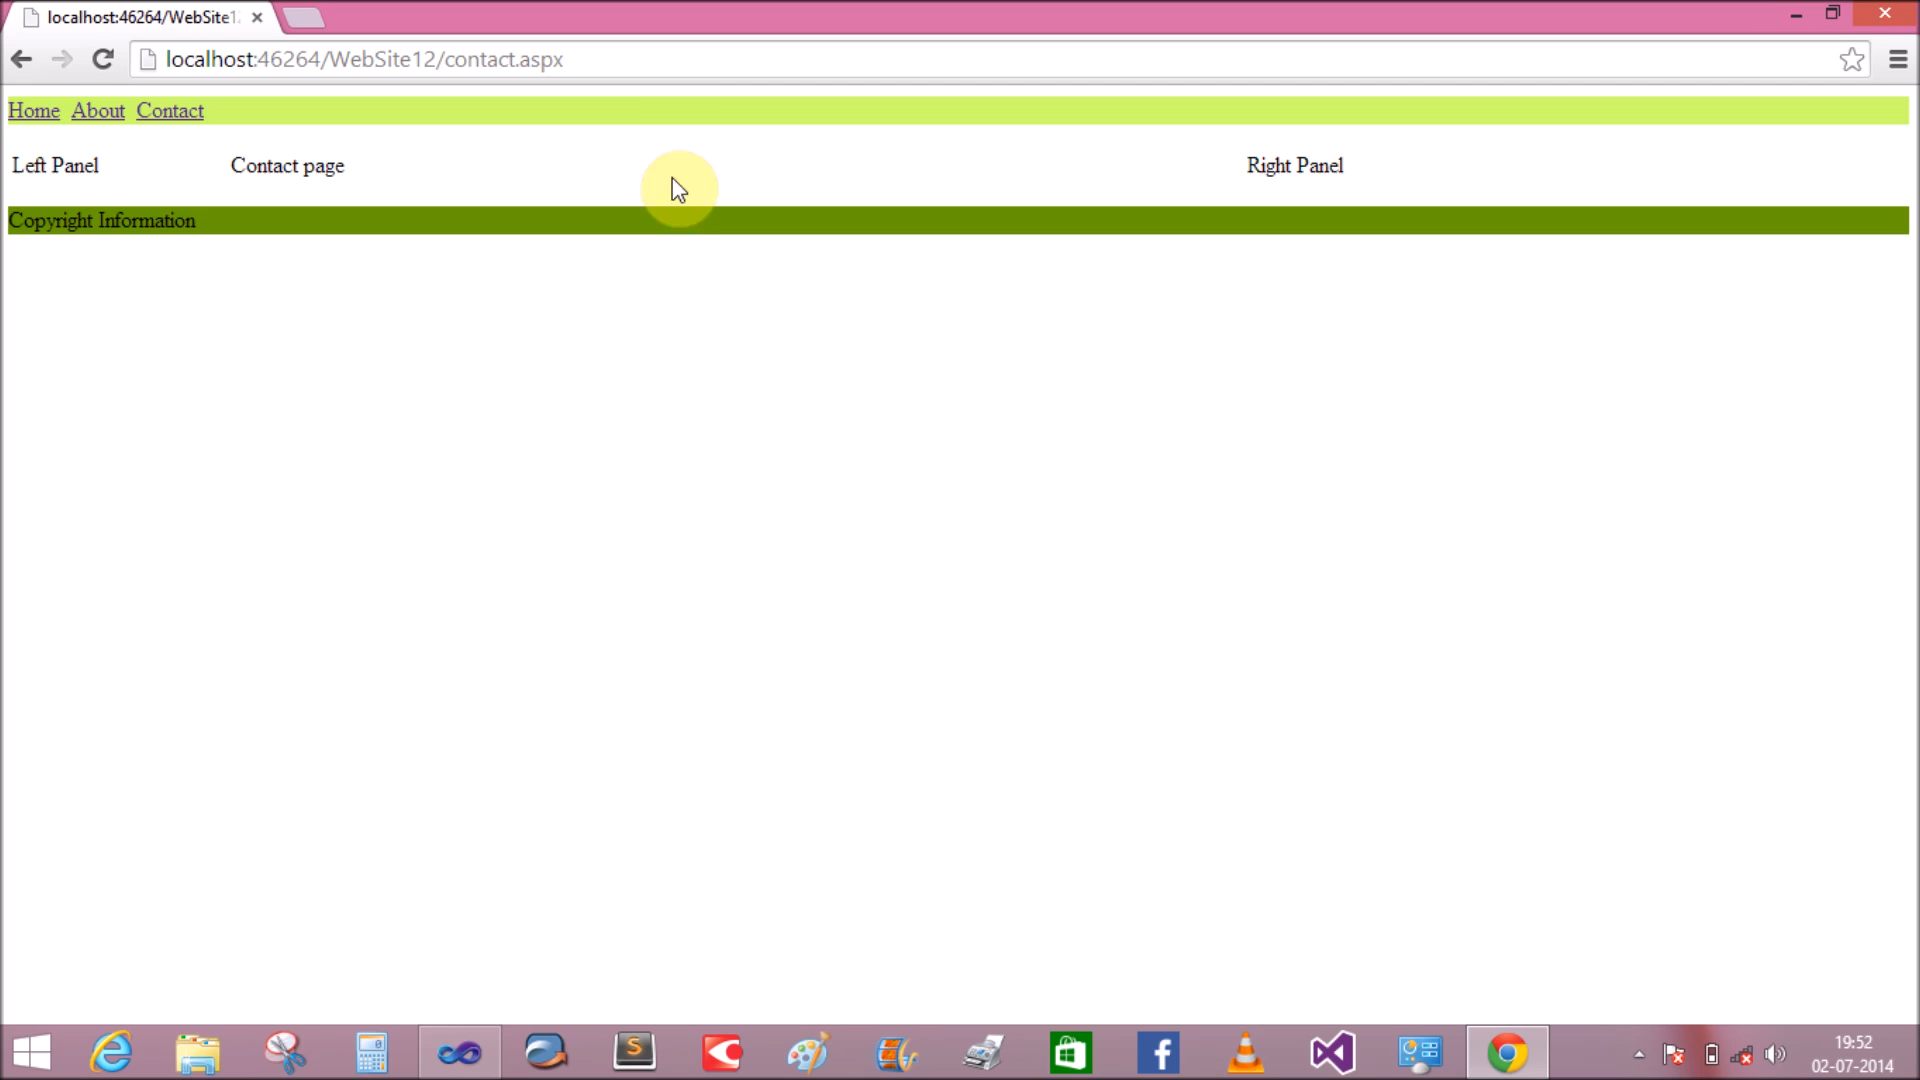 localhost:46264/WebSite1
localhost:46264/WebSite12/contact.aspx
Home About Contact
Left Panel Contact page Right Panel
Copyright Information
19:52
02-07-2014